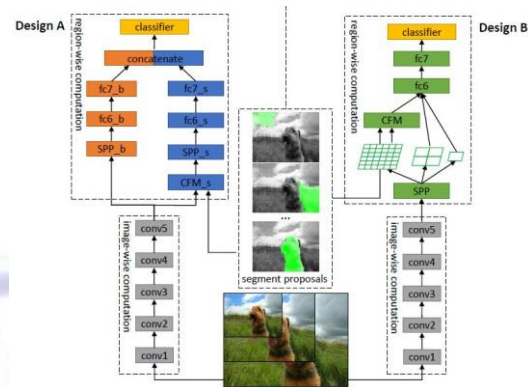 Design A
classifier
concatenate
fc7_b
fc7_s
fc6_b
fc6_s
SPP_b
SPP_s
CFM_s
region-wise computation
conv5
conv4
conv3
conv2
conv1
image-wise computation
...
segment proposals
Design B
classifier
fc7
fc6
CFM
SPP
region-wise computation
conv5
conv4
conv3
conv2
conv1
image-wise computation